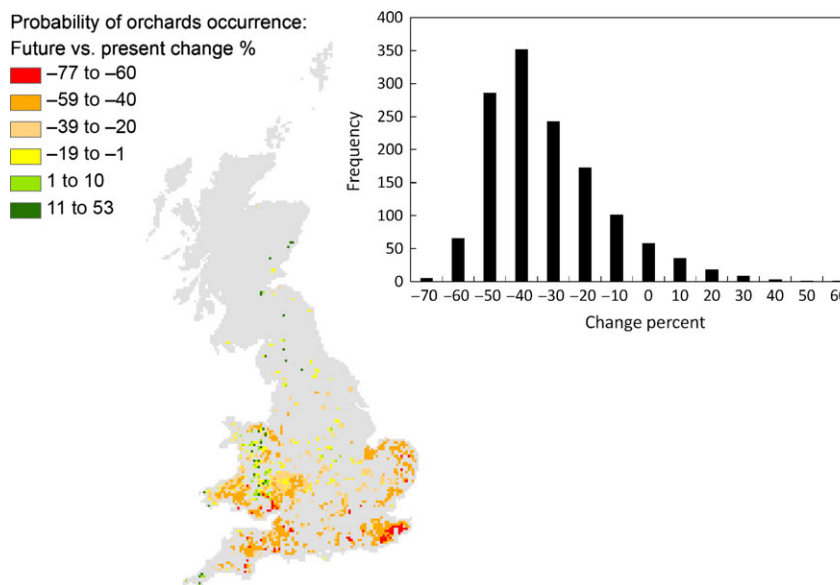 Probability of orchards occurrence:
Future vs. present change %
–77 to –60
–59 to –40
–39 to –20
–19 to –1
1 to 10
11 to 53
400
350
300
250
200
150
100
50
0
Frequency
–70 –60 –50 –40 –30 –20 –10 0 10 20 30 40 50 60
Change percent